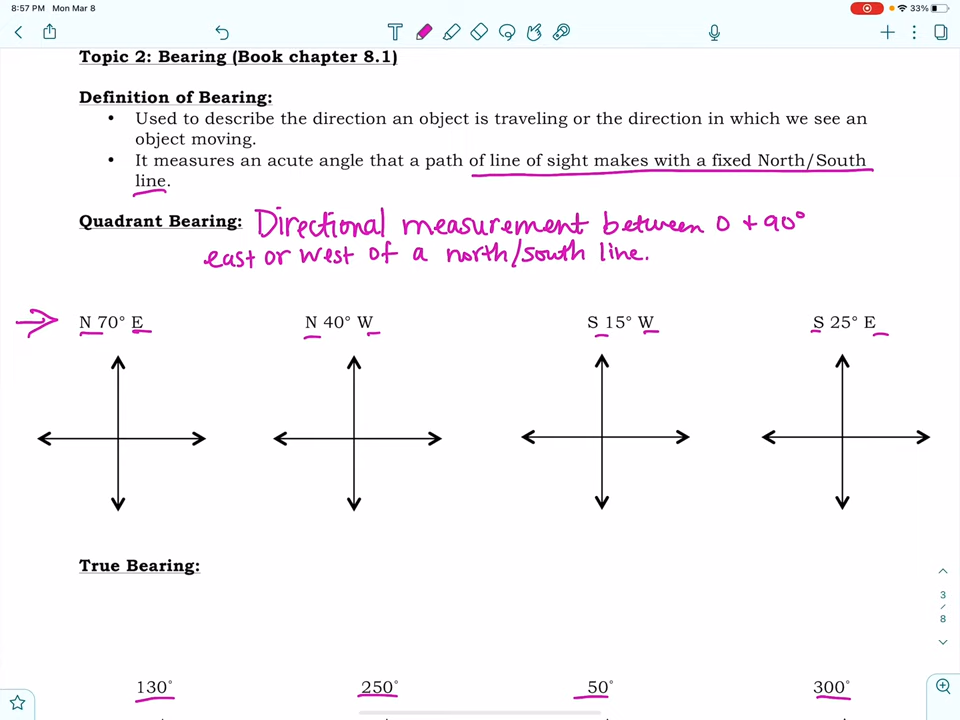 8:57 PM Mon Mar 8
33%
T
Topic 2: Bearing (Book chapter 8.1)
Definition of Bearing:
• Used to describe the direction an object is traveling or the direction in which we see an
object moving.
• It measures an acute angle that a path of line of sight makes with a fixed North/South
line.
Quadrant Bearing: Directional measurement between 0 + 90°
east or west of a north/south line.
N 70° E N 40° W S 15° W S 25° E
True Bearing:
3
/
8
130° 250° 50° 300°